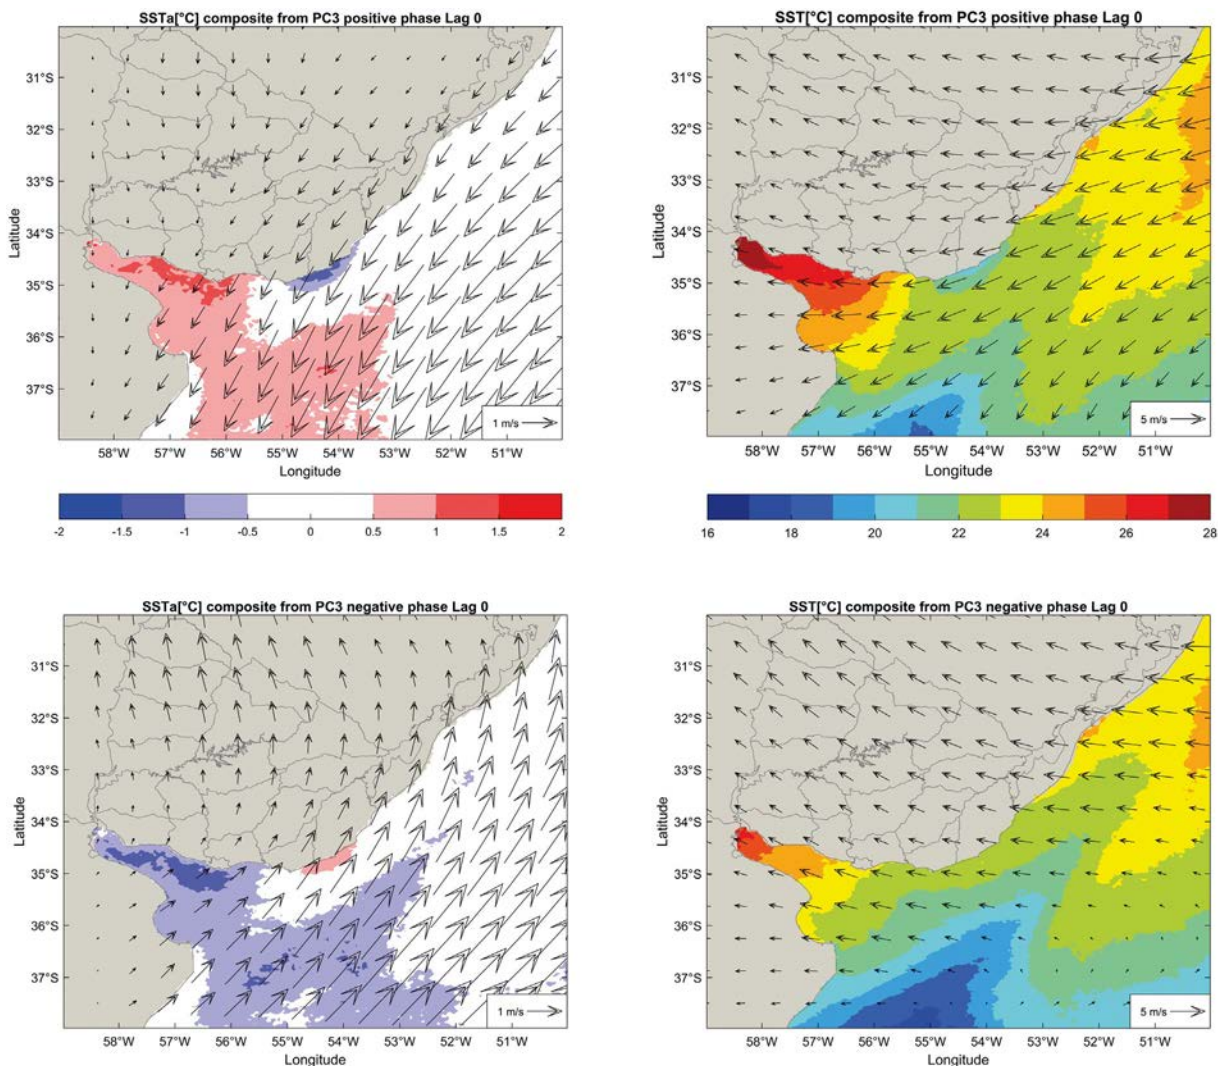 SSTa[°C] composite from PC3 positive phase Lag 0
31°S
32°S
33°S
34°S
35°S
36°S
37°S
Latitude
1 m/s
58°W 57°W 56°W 55°W 54°W 53°W 52°W 51°W
Longitude
-2 -1.5 -1 -0.5 0 0.5 1 1.5 2
SST[°C] composite from PC3 positive phase Lag 0
31°S
32°S
33°S
34°S
35°S
36°S
37°S
Latitude
5 m/s
58°W 57°W 56°W 55°W 54°W 53°W 52°W 51°W
Longitude
16 18 20 22 24 26 28
SSTa[°C] composite from PC3 negative phase Lag 0
31°S
32°S
33°S
34°S
35°S
36°S
37°S
Latitude
1 m/s
58°W 57°W 56°W 55°W 54°W 53°W 52°W 51°W
Longitude
SST[°C] composite from PC3 negative phase Lag 0
31°S
32°S
33°S
34°S
35°S
36°S
37°S
Latitude
5 m/s
58°W 57°W 56°W 55°W 54°W 53°W 52°W 51°W
Longitude